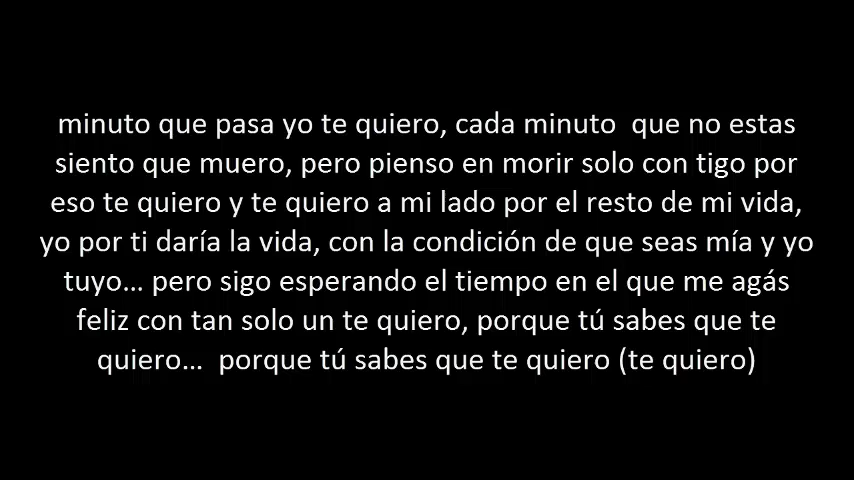 minuto que pasa yo te quiero, cada minuto  que no estas
siento que muero, pero pienso en morir solo con tigo por
eso te quiero y te quiero a mi lado por el resto de mi vida,
yo por ti daría la vida, con la condición de que seas mía y yo
tuyo... pero sigo esperando el tiempo en el que me agás
feliz con tan solo un te quiero, porque tú sabes que te
quiero...  porque tú sabes que te quiero (te quiero)